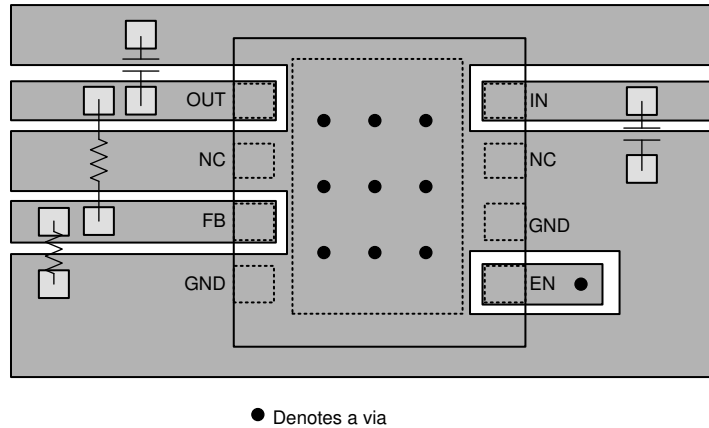 OUT
IN
NC
NC
FB
GND
GND
EN
Denotes a via